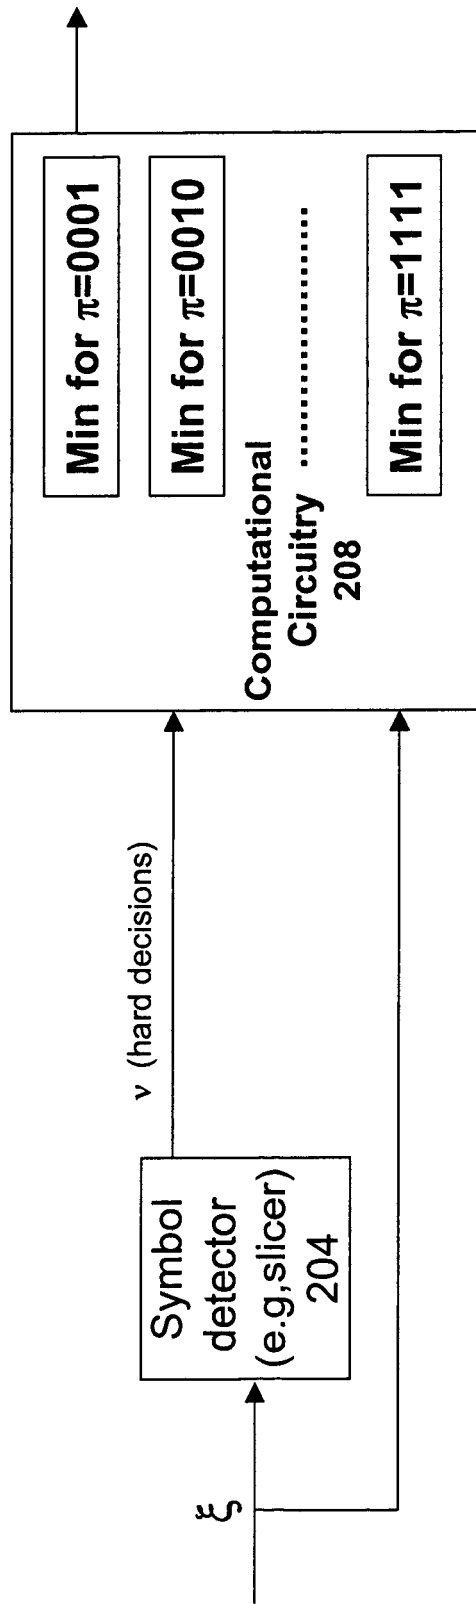 ξ
Symbol
detector
(e.g,slicer)
204
ν (hard decisions)
Computational
Circuitry
208
Min for π=0001
Min for π=0010
....................
Min for π=1111